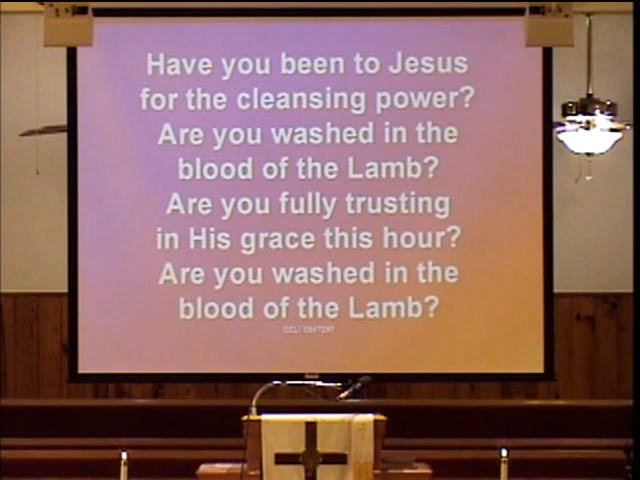 Have you been to Jesus
for the cleansing power?
Are you washed in the
blood of the Lamb?
Are you fully trusting
in His grace this hour?
Are you washed in the
blood of the Lamb?
CCLI